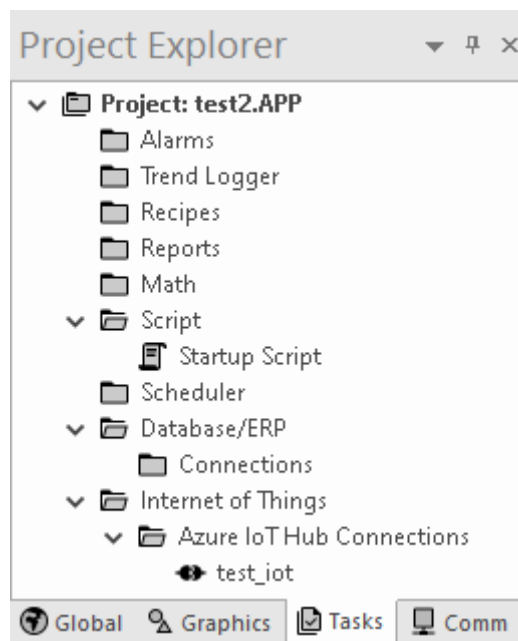 Project Explorer
Project: test2.APP
Alarms
Trend Logger
Recipes
Reports
Math
Script
Startup Script
Scheduler
Database/ERP
Connections
Internet of Things
Azure IoT Hub Connections
test_iot
Global Graphics Tasks Comm